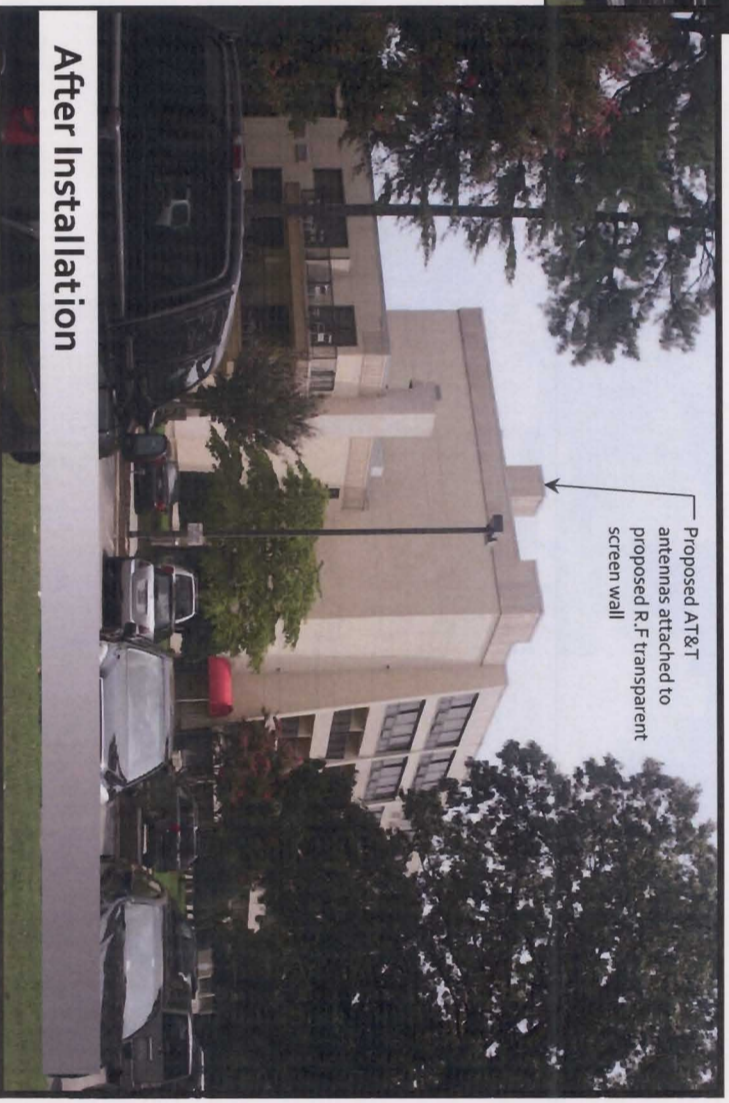 Proposed AT&T
antennas attached to
proposed R.F transparent
screen wall
After Installation